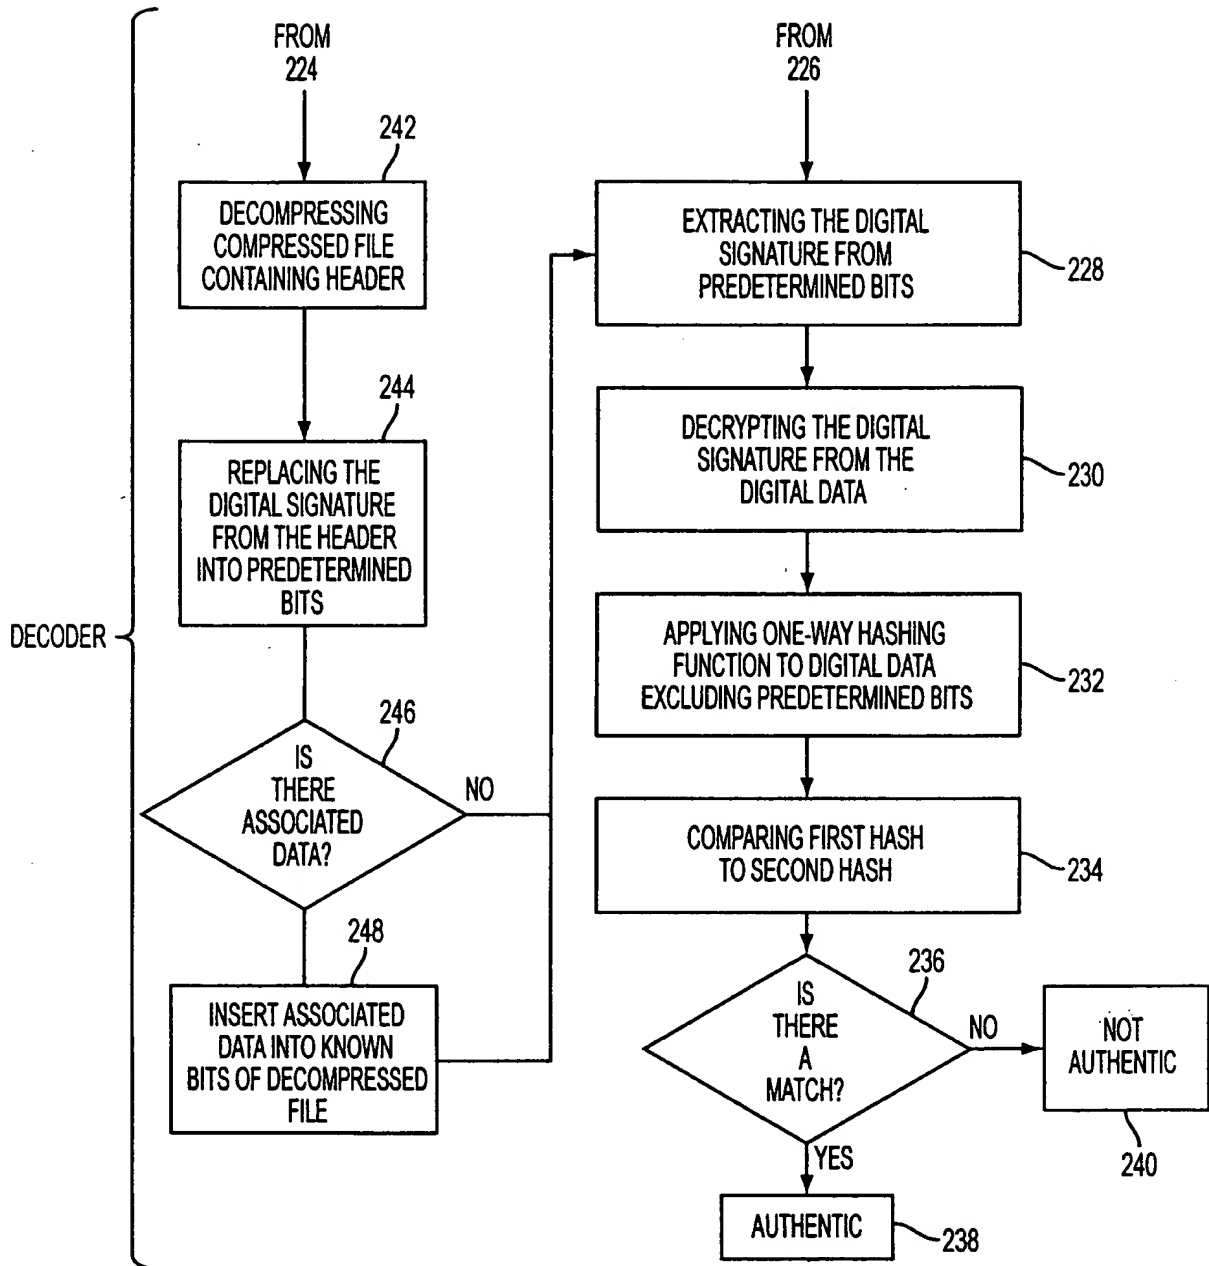 FROM
224
242
DECOMPRESSING
COMPRESSED FILE
CONTAINING HEADER
244
REPLACING THE
DIGITAL SIGNATURE
FROM THE HEADER
INTO PREDETERMINED
BITS
DECODER
246
IS
THERE
ASSOCIATED
DATA?
NO
248
INSERT ASSOCIATED
DATA INTO KNOWN
BITS OF DECOMPRESSED
FILE
FROM
226
EXTRACTING THE DIGITAL
SIGNATURE FROM
PREDETERMINED BITS
228
DECRYPTING THE DIGITAL
SIGNATURE FROM THE
DIGITAL DATA
230
APPLYING ONE-WAY HASHING
FUNCTION TO DIGITAL DATA
EXCLUDING PREDETERMINED BITS
232
COMPARING FIRST HASH
TO SECOND HASH
234
236
IS
THERE
A
MATCH?
NO
NOT
AUTHENTIC
240
YES
AUTHENTIC
238